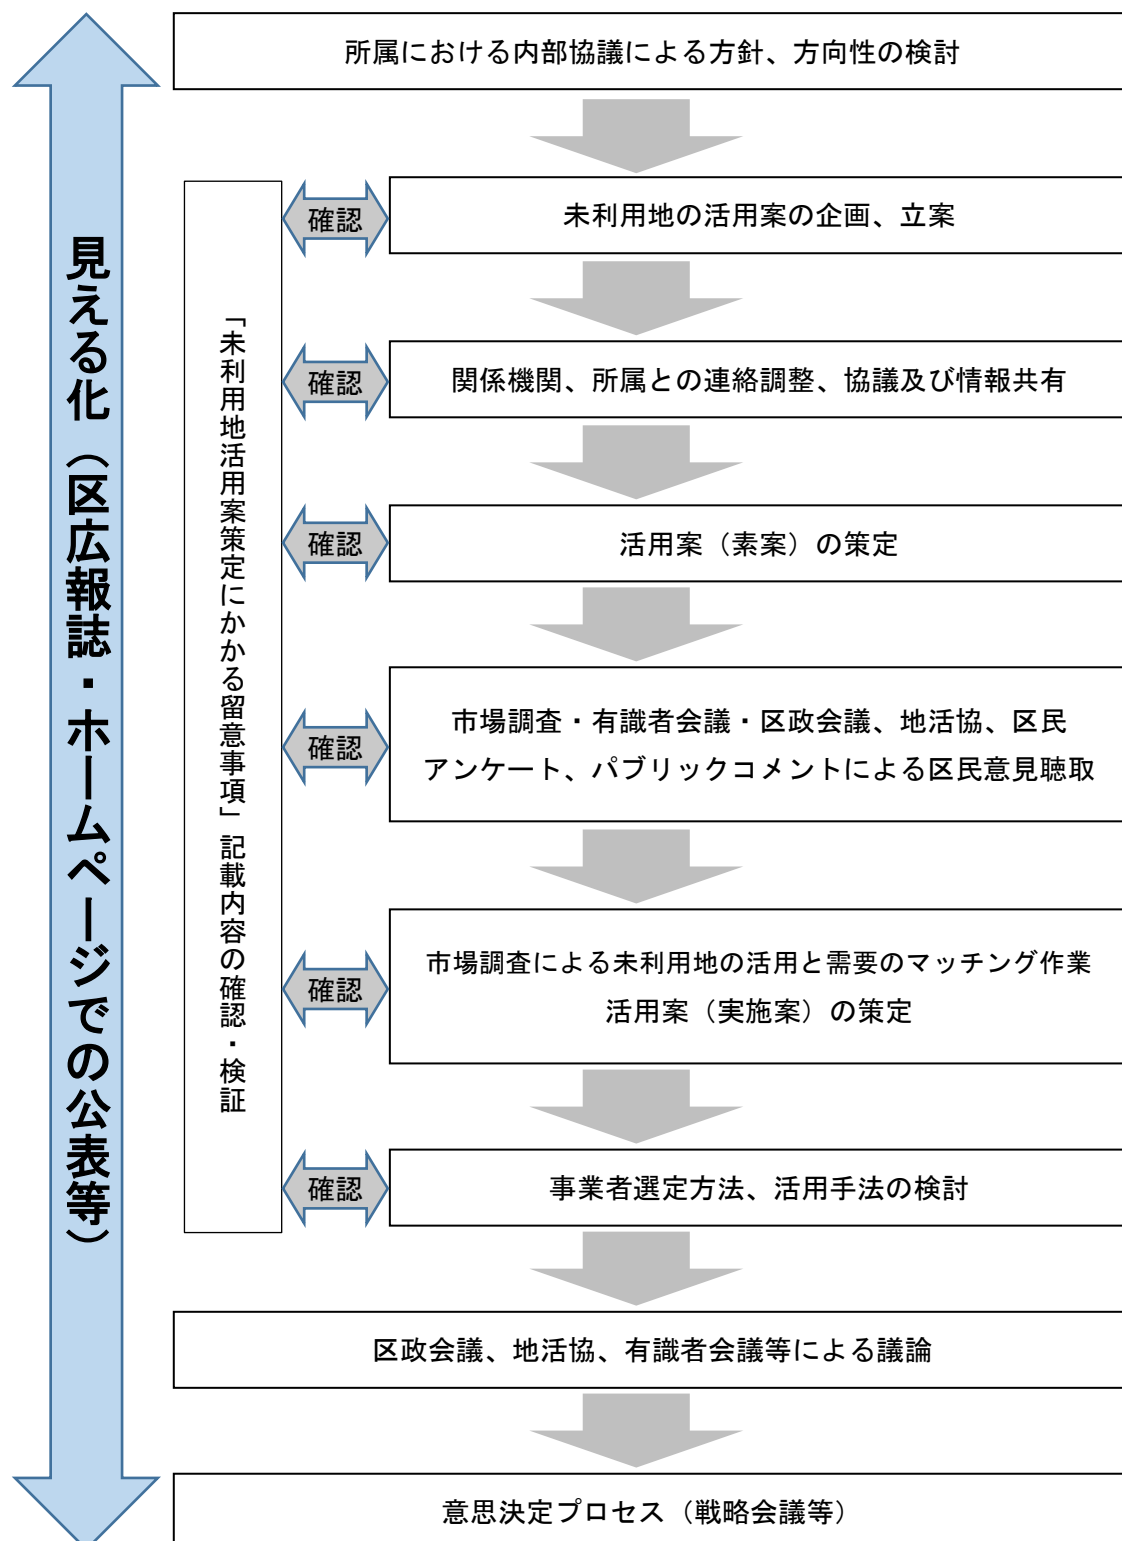 見える化（区広報誌・ホームページでの公表等）
所属における内部協議による方針、方向性の検討
「未利用地活用案策定にかかる留意事項」記載内容の確認・検証
確認
未利用地の活用案の企画、立案
確認
関係機関、所属との連絡調整、協議及び情報共有
確認
活用案（素案）の策定
確認
市場調査・有識者会議・区政会議、地活協、区民
アンケート、パブリックコメントによる区民意見聴取
確認
市場調査による未利用地の活用と需要のマッチング作業
活用案（実施案）の策定
確認
事業者選定方法、活用手法の検討
区政会議、地活協、有識者会議等による議論
意思決定プロセス（戦略会議等）